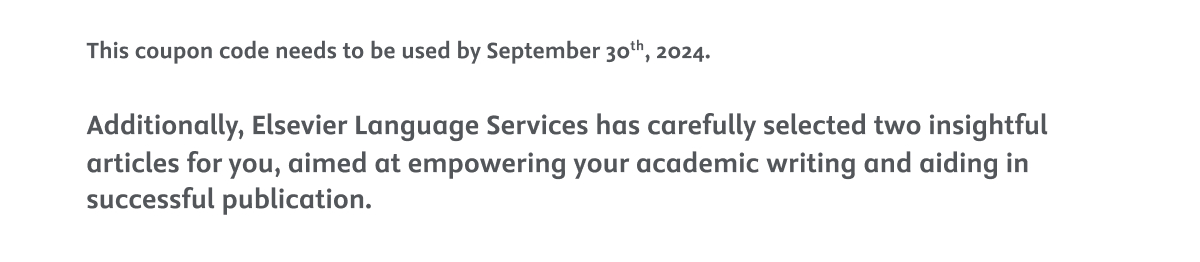 This coupon code needs to be used by September 30th, 2024.
Additionally, Elsevier Language Services has carefully selected two insightful
articles for you, aimed at empowering your academic writing and aiding in
successful publication.